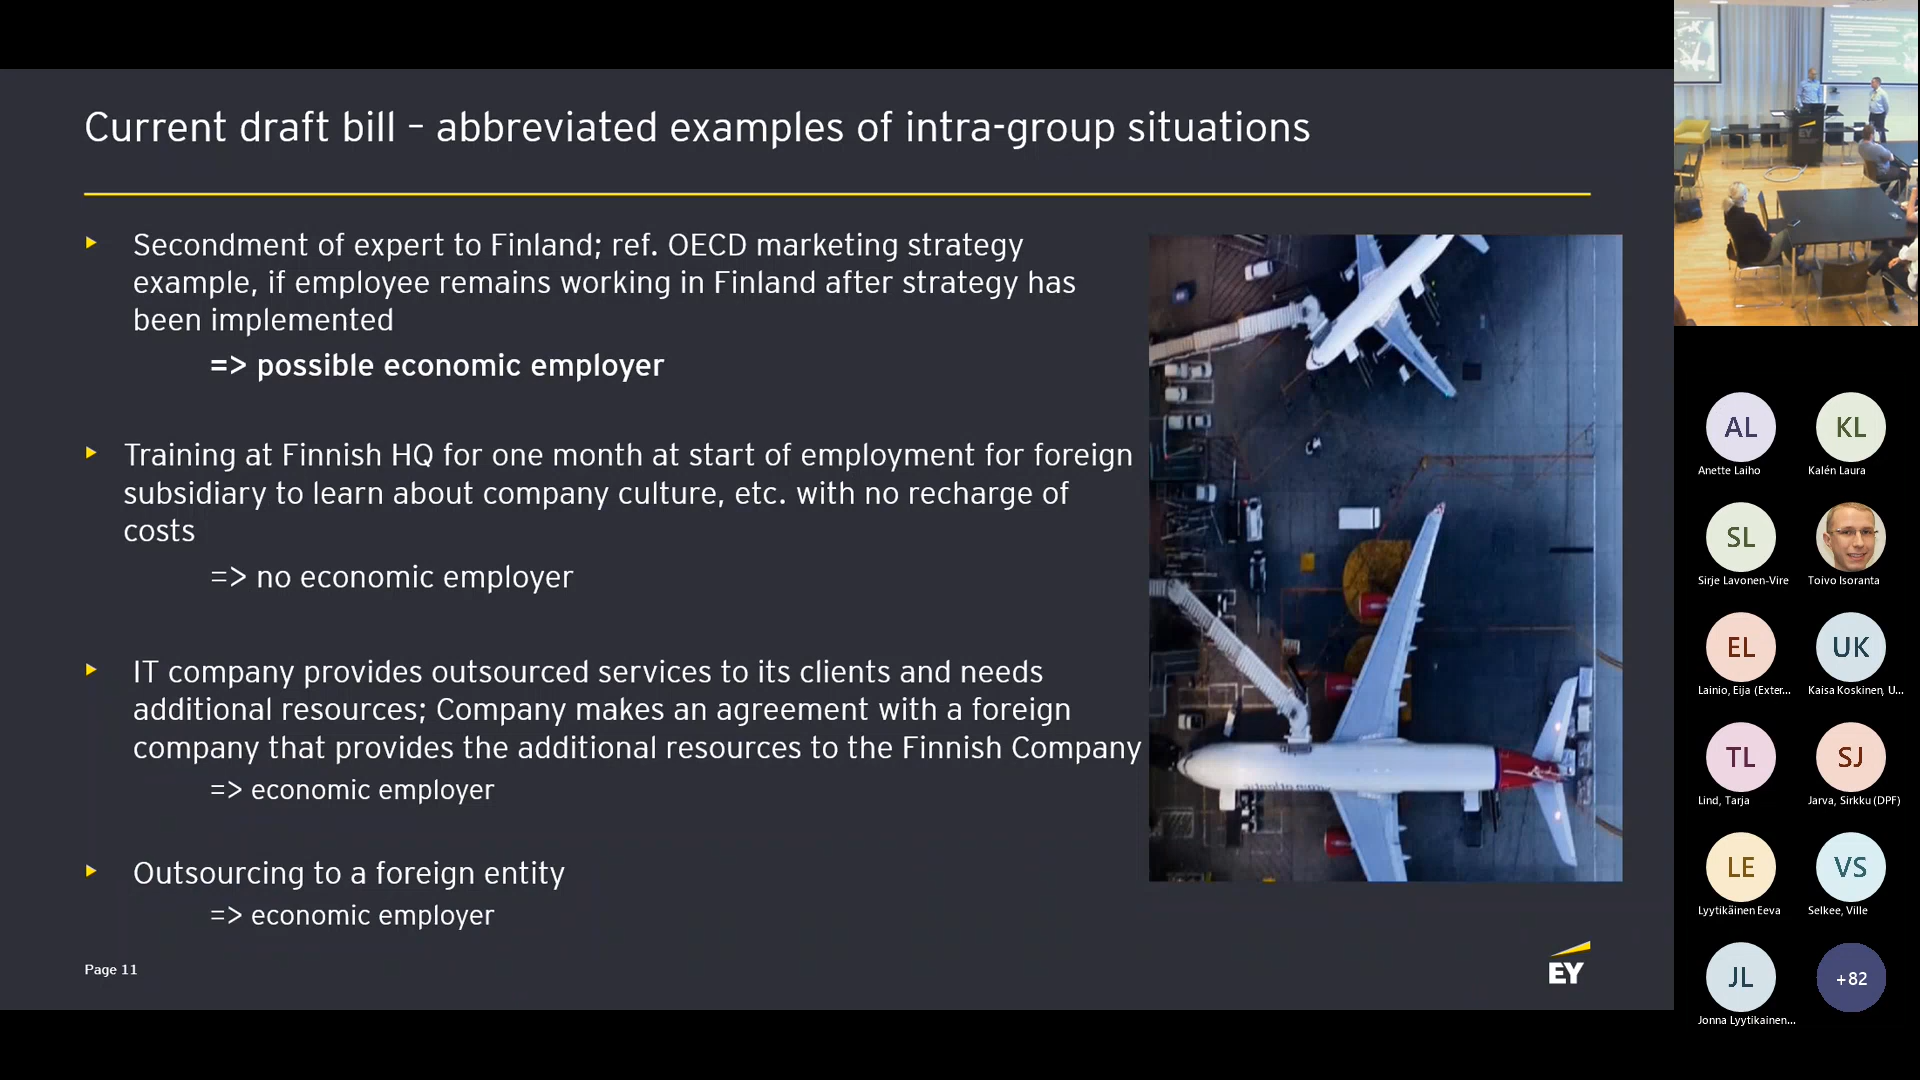 Current draft bill – abbreviated examples of intra-group situations
Secondment of expert to Finland; ref. OECD marketing strategy
example, if employee remains working in Finland after strategy has
been implemented
=> possible economic employer
Training at Finnish HQ for one month at start of employment for foreign
subsidiary to learn about company culture, etc. with no recharge of
costs
=> no economic employer
IT company provides outsourced services to its clients and needs
additional resources; Company makes an agreement with a foreign
company that provides the additional resources to the Finnish Company
=> economic employer
Outsourcing to a foreign entity
=> economic employer
Page 11
EY
EY
AL
Anette Laiho
KL
Kalén Laura
SL
Sirje Lavonen-Vire
Toivo Isoranta
EL
Lainio, Eija (Exter...
UK
Kaisa Koskinen, U...
TL
Lind, Tarja
SJ
Jarva, Sirkku (DPF)
LE
Lyytikäinen Eeva
VS
Selkee, Ville
JL
Jonna Lyytikainen...
+82